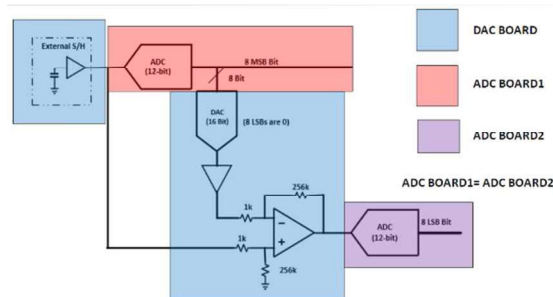 External S/H
ADC
(12-bit)
8 MSB Bit
8 Bit
DAC
(16 Bit)
(8 LSBs are 0)
1k
256k
1k
256k
ADC
(12-bit)
8 LSB Bit
DAC BOARD
ADC BOARD1
ADC BOARD2
ADC BOARD1= ADC BOARD2